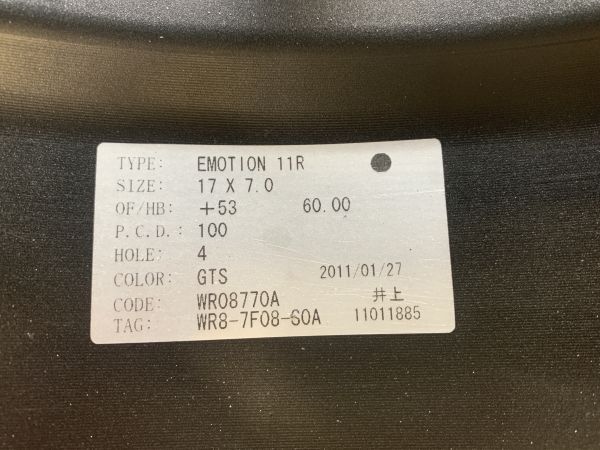 TYPE: EMOTION 11R
SIZE: 17 X 7.0
OF/HB: +53 60.00
P.C.D.: 100
HOLE: 4
COLOR: GTS 2011/01/27
CODE: WR08770A 井上
TAG: WR8-7F08-S0A 11011885